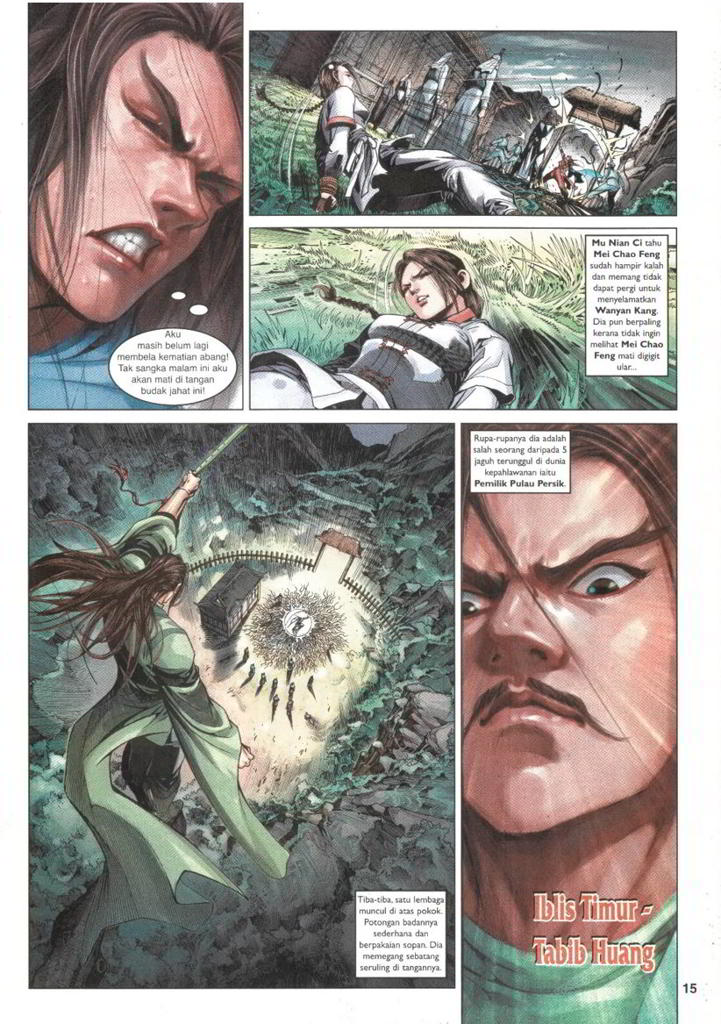 Aku
masih belum lagi
membela kematian abang!
Tak sangka malam ini aku
akan mati di tangan
budak jahat ini!
Mu Nian Ci tahu
Mei Chao Feng
sudah hampir kalah
dan memang tidak
dapat pergi untuk
menyelamatkan
Wanyan Kang.
Dia pun berpaling
kerana tidak ingin
melihat Mei Chao
Feng mati digigit
ular...
Tiba-tiba, satu lembaga
muncul di atas pokok.
Potongan badannya
sederhana dan
berpakaian sopan. Dia
memegang sebatang
seruling di tangannya.
Rupa-rupanya dia adalah
salah seorang daripada 5
jaguh terunggul di dunia
kepahlawanan iaitu
Pemilik Pulau Persik.
Iblis Timur -
Tabib Huang
15